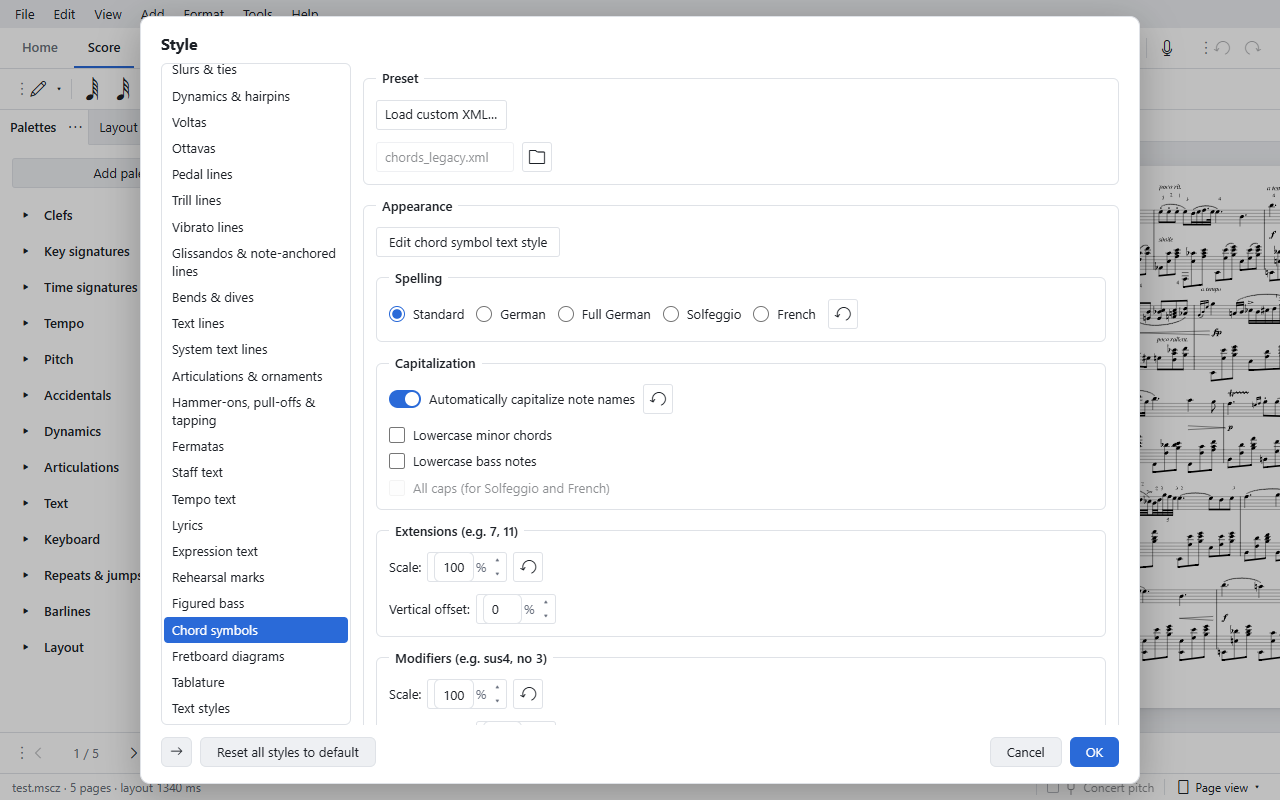 File Edit View Add Format Tools Help
Home Score
Palettes Layout
Add pale
Clefs
Key signatures
Time signatures
Tempo
Pitch
Accidentals
Dynamics
Articulations
Text
Keyboard
Repeats & jumps
Barlines
Layout
1 / 5
test.mscz · 5 pages · layout 1340 ms
Concert pitch Page view
Style
Slurs & ties
Dynamics & hairpins
Voltas
Ottavas
Pedal lines
Trill lines
Vibrato lines
Glissandos & note-anchored
lines
Bends & dives
Text lines
System text lines
Articulations & ornaments
Hammer-ons, pull-offs &
tapping
Fermatas
Staff text
Tempo text
Lyrics
Expression text
Rehearsal marks
Figured bass
Chord symbols
Fretboard diagrams
Tablature
Text styles
Preset
Load custom XML...
chords_legacy.xml
Appearance
Edit chord symbol text style
Spelling
Standard German Full German Solfeggio French
Capitalization
Automatically capitalize note names
Lowercase minor chords
Lowercase bass notes
All caps (for Solfeggio and French)
Extensions (e.g. 7, 11)
Scale: 100 %
Vertical offset: 0 %
Modifiers (e.g. sus4, no 3)
Scale: 100 %
Reset all styles to default
Cancel OK
poco rit.
simile
a tempo
poco rallent.